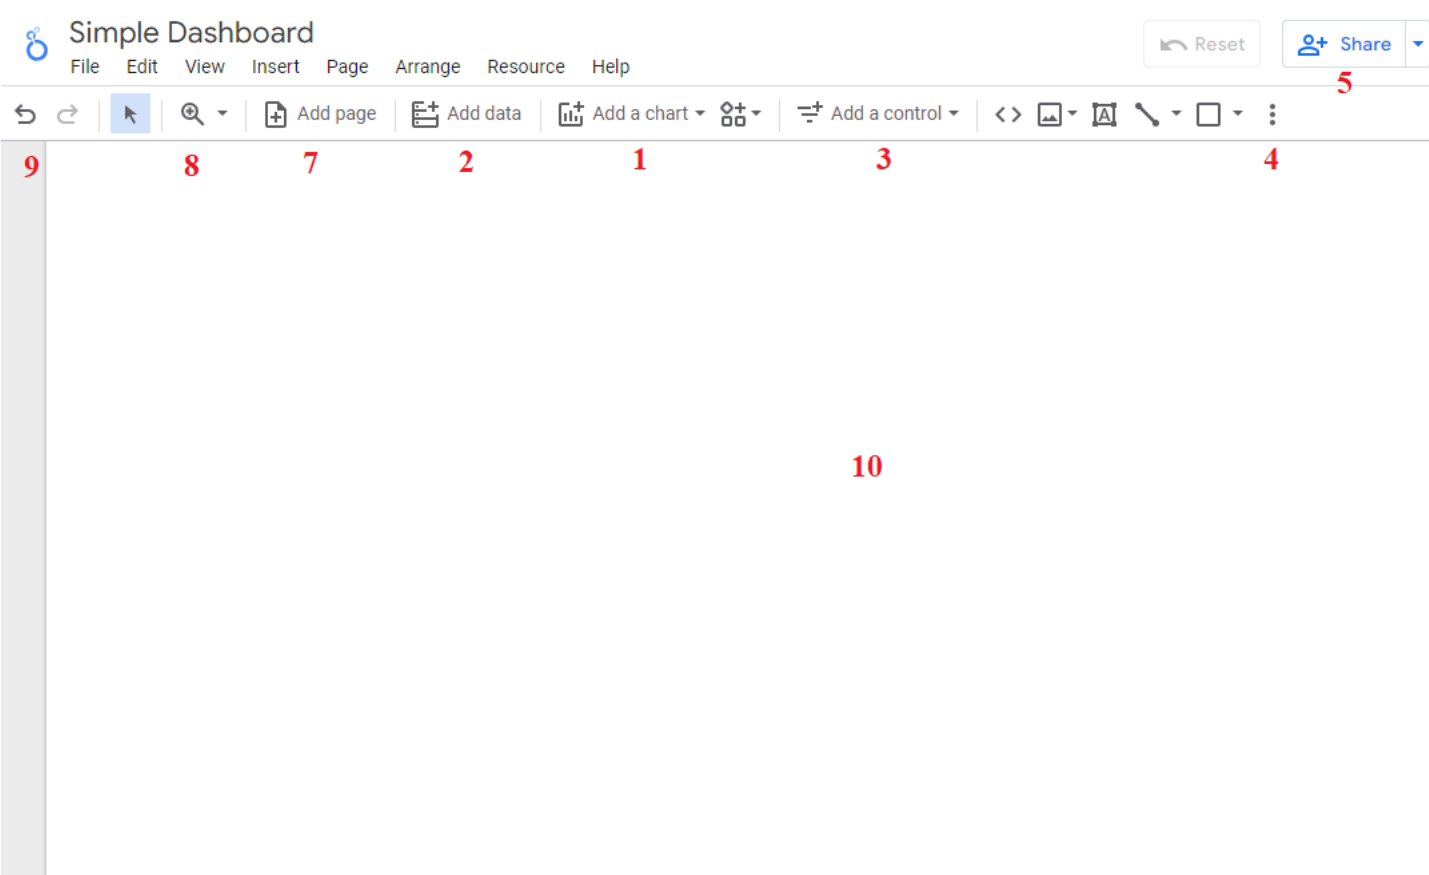 Simple Dashboard
Reset
Share
File Edit View Insert Page Arrange Resource Help
5
Add page Add data Add a chart Add a control
9 8 7 2 1 3 4
10